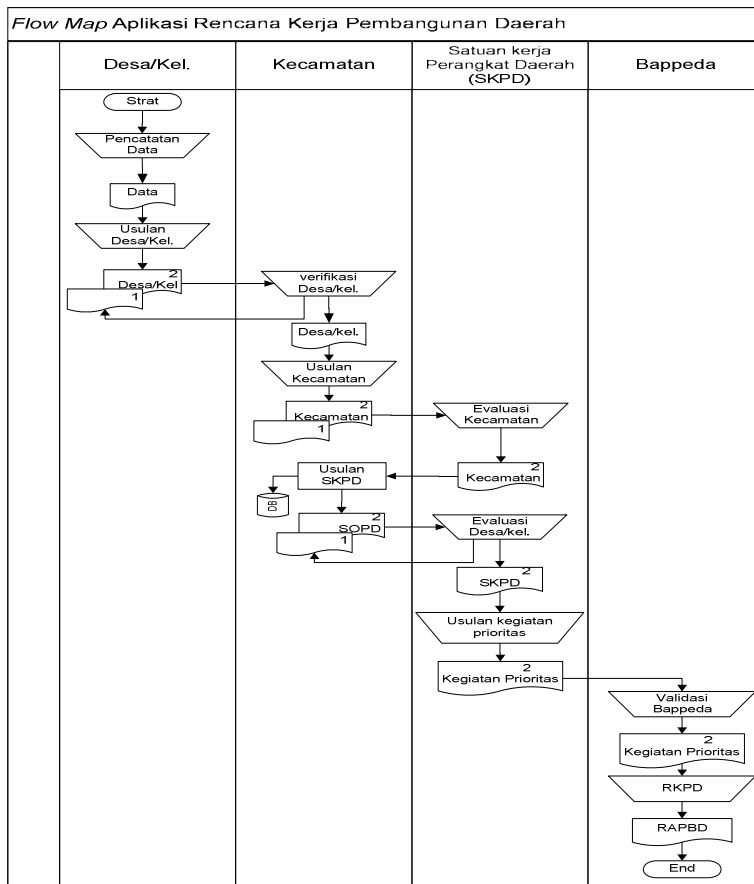 Flow Map Aplikasi Rencana Kerja Pembangunan Daerah
Desa/Kel.
Kecamatan
Satuan kerja
Perangkat Daerah
(SKPD)
Bappeda
Strat
Pencatatan
Data
Data
Usulan
Desa/Kel.
2
Desa/Kel
1
verifikasi
Desa/kel.
Desa/kel.
Usulan
Kecamatan
2
Kecamatan
1
Evaluasi
Kecamatan
2
Kecamatan
Usulan
SKPD
DB
2
SOPD
1
Evaluasi
Desa/kel.
2
SKPD
Usulan kegiatan
prioritas
2
Kegiatan Prioritas
Validasi
Bappeda
2
Kegiatan Prioritas
RKPD
RAPBD
End